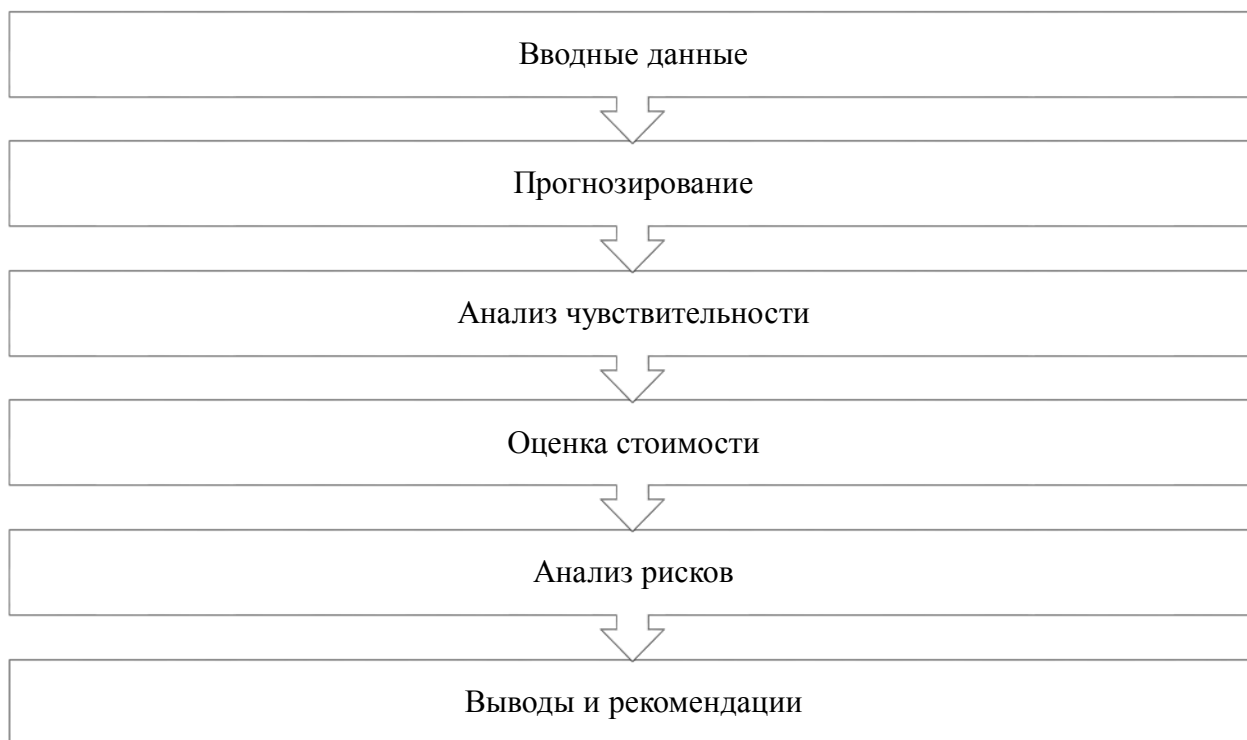 Вводные данные
Прогнозирование
Анализ чувствительности
Оценка стоимости
Анализ рисков
Выводы и рекомендации